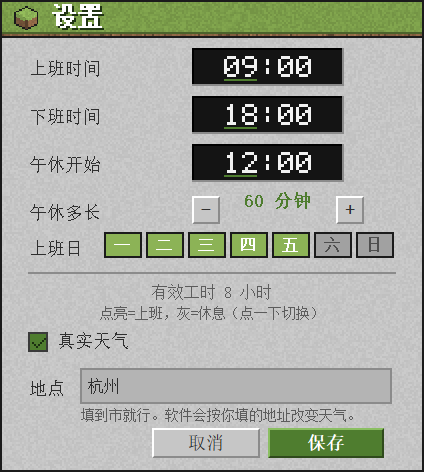 设置
上班时间 09:00
下班时间 18:00
午休开始 12:00
午休多长 − 60 分钟 +
上班日 一 二 三 四 五 六 日
有效工时 8 小时
点亮=上班，灰=休息（点一下切换）
真实天气
地点 杭州
填到市就行。软件会按你填的地址改变天气。
取消 保存